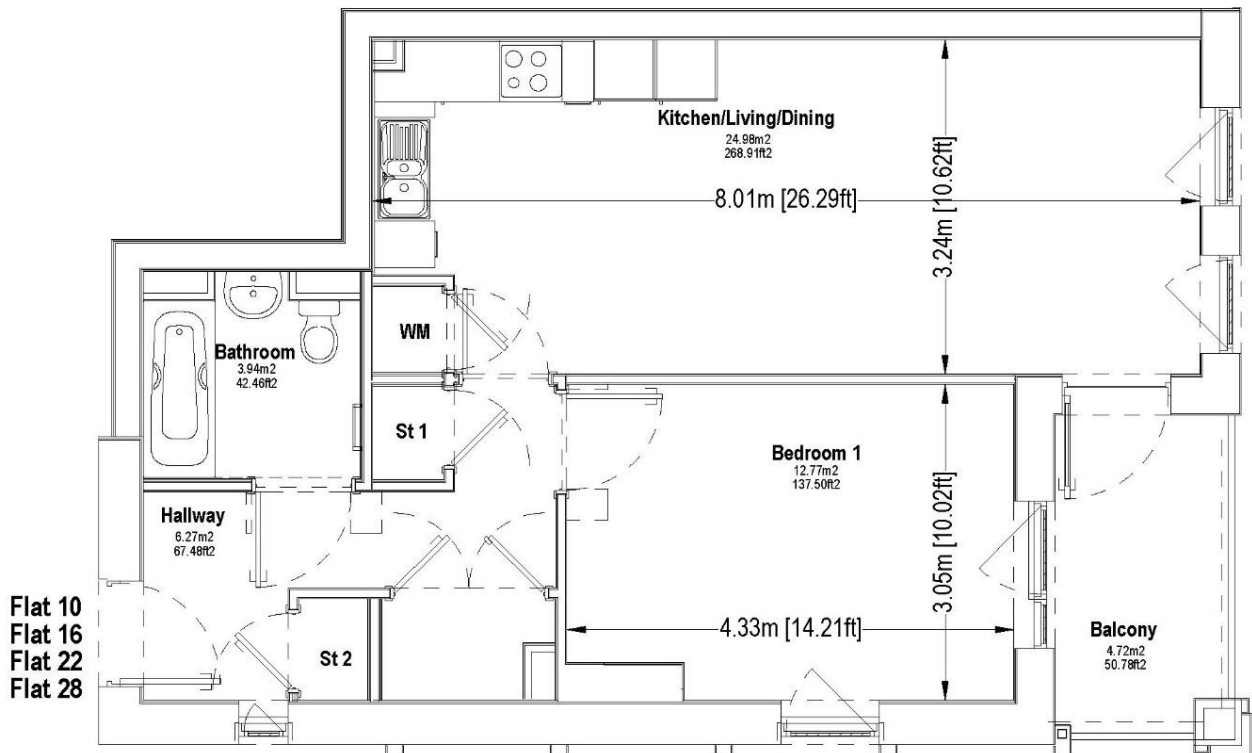 Kitchen/Living/Dining
24.98m2
268.91ft2
8.01m [26.29ft]
3.24m [10.62ft]
WM
Bathroom
3.94m2
42.46ft2
St 1
Bedroom 1
12.77m2
137.50ft2
3.05m [10.02ft]
4.33m [14.21ft]
Hallway
6.27m2
67.48ft2
St 2
Balcony
4.72m2
50.78ft2
Flat 10
Flat 16
Flat 22
Flat 28